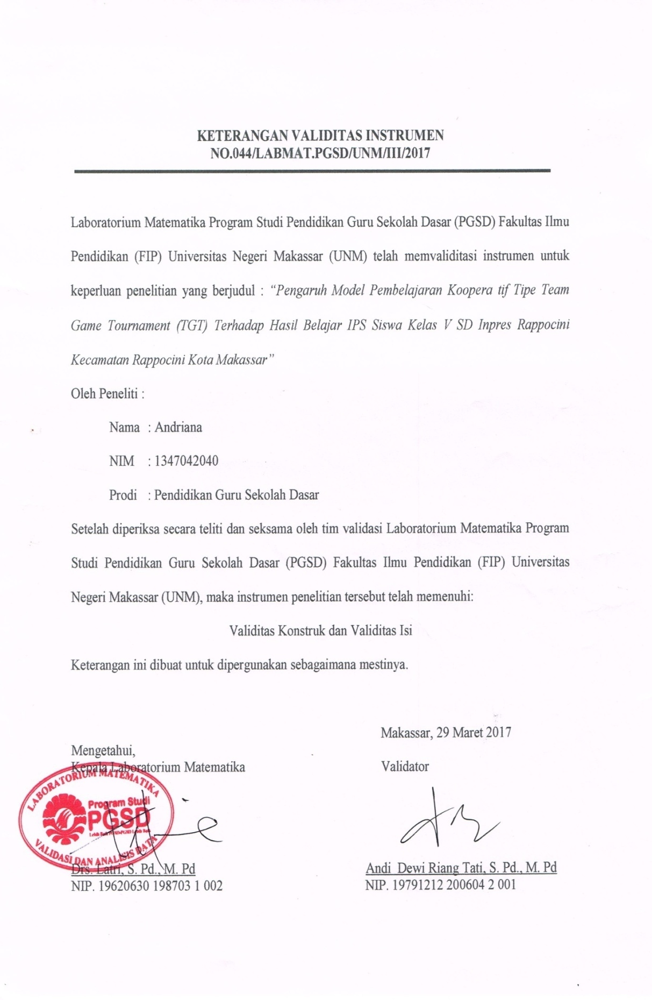 KETERANGAN VALIDITAS INSTRUMEN
NO.044/LABMAT.PGSD/UNM/III/2017
Laboratorium Matematika Program Studi Pendidikan Guru Sekolah Dasar (PGSD) Fakultas Ilmu
Pendidikan (FIP) Universitas Negeri Makassar (UNM) telah memvaliditasi instrumen untuk
keperluan penelitian yang berjudul : “Pengaruh Model Pembelajaran Koopera tif Tipe Team
Game Tournament (TGT) Terhadap Hasil Belajar IPS Siswa Kelas V SD Inpres Rappocini
Kecamatan Rappocini Kota Makassar”
Oleh Peneliti :
Nama : Andriana
NIM : 1347042040
Prodi : Pendidikan Guru Sekolah Dasar
Setelah diperiksa secara teliti dan seksama oleh tim validasi Laboratorium Matematika Program
Studi Pendidikan Guru Sekolah Dasar (PGSD) Fakultas Ilmu Pendidikan (FIP) Universitas
Negeri Makassar (UNM), maka instrumen penelitian tersebut telah memenuhi:
Validitas Konstruk dan Validitas Isi
Keterangan ini dibuat untuk dipergunakan sebagaimana mestinya.
Makassar, 29 Maret 2017
Mengetahui,
Kepala Laboratorium Matematika
Validator
LABORATORIUM MATEMATIKA
Program Studi
PGSD
VALIDASI DAN ANALISIS DATA
Drs. Latri, S. Pd., M. Pd
NIP. 19620630 198703 1 002
Andi Dewi Riang Tati, S. Pd., M. Pd
NIP. 19791212 200604 2 001